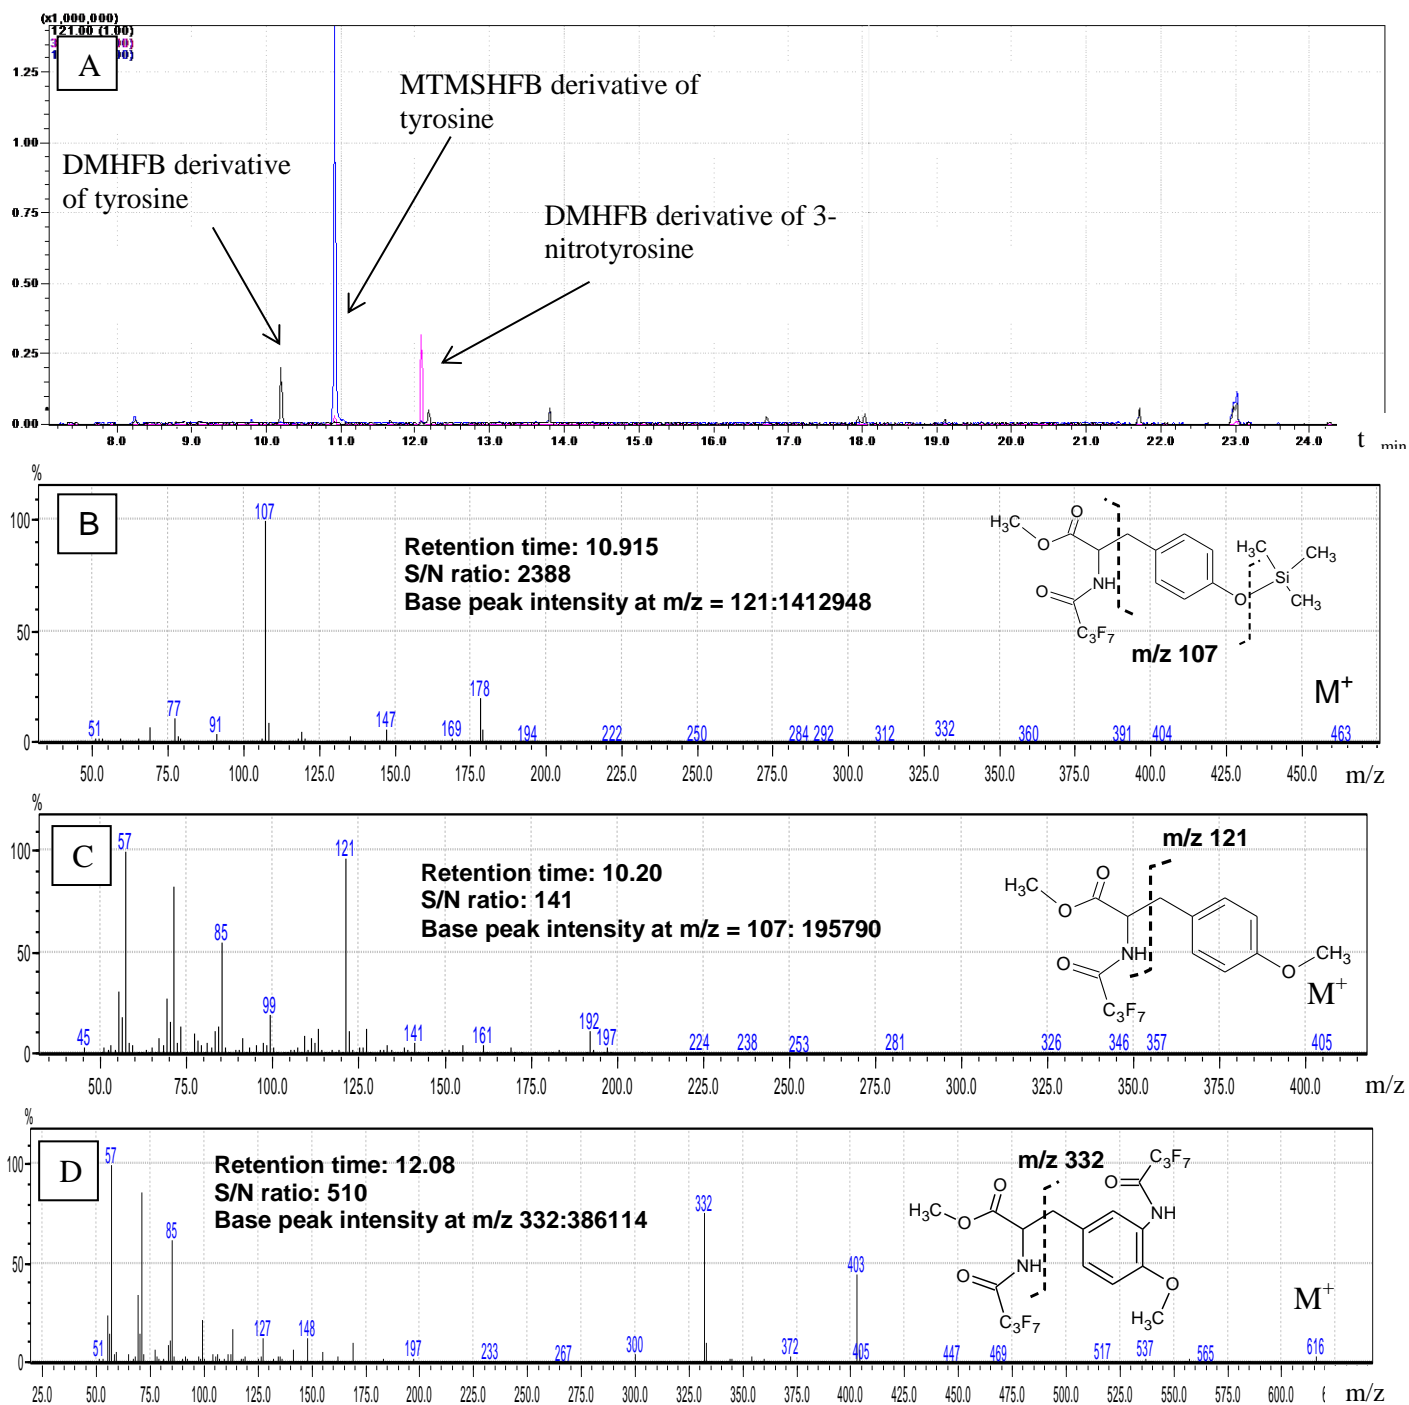 (x1,000,000)
121.00 (1.00)
A
1.25
1.00
0.75
0.50
0.25
0.00
MTMSHFB derivative of
tyrosine
DMHFB derivative
of tyrosine
DMHFB derivative of 3-
nitrotyrosine
8.0 9.0 10.0 11.0 12.0 13.0 14.0 15.0 16.0 17.0 18.0 19.0 20.0 21.0 22.0 23.0 24.0
t min
%
B
100
50
0
Retention time: 10.915
S/N ratio: 2388
Base peak intensity at m/z = 121:1412948
107
51 77 91 147 169 178 194 222 250 284 292 312 332 360 391 404 463
H3C O O NH O C3F7 O Si H3C CH3 CH3
m/z 107
M+
50.0 75.0 100.0 125.0 150.0 175.0 200.0 225.0 250.0 275.0 300.0 325.0 350.0 375.0 400.0 425.0 450.0 m/z
%
C
100
50
0
Retention time: 10.20
S/N ratio: 141
Base peak intensity at m/z = 107: 195790
45 57 85 99 121 141 161 192 197 224 238 253 281 326 346 357 405
m/z 121
H3C O O NH O C3F7 O CH3
M+
50.0 75.0 100.0 125.0 150.0 175.0 200.0 225.0 250.0 275.0 300.0 325.0 350.0 375.0 400.0 m/z
%
D
100
50
0
Retention time: 12.08
S/N ratio: 510
Base peak intensity at m/z 332:386114
51 57 85 127 148 197 233 267 300 332 372 403 405 447 469 517 537 565 616
m/z 332
H3C O O NH O C3F7 O C3F7 NH O H3C
M+
25.0 50.0 75.0 100.0 125.0 150.0 175.0 200.0 225.0 250.0 275.0 300.0 325.0 350.0 375.0 400.0 425.0 450.0 475.0 500.0 525.0 550.0 575.0 600.0 m/z